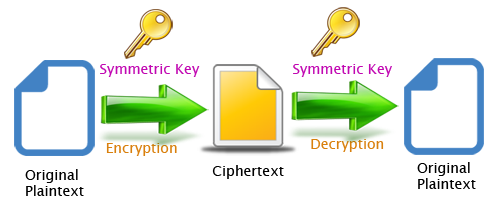 Symmetric Key
Symmetric Key
Encryption
Decryption
Original
Plaintext
Ciphertext
Original
Plaintext